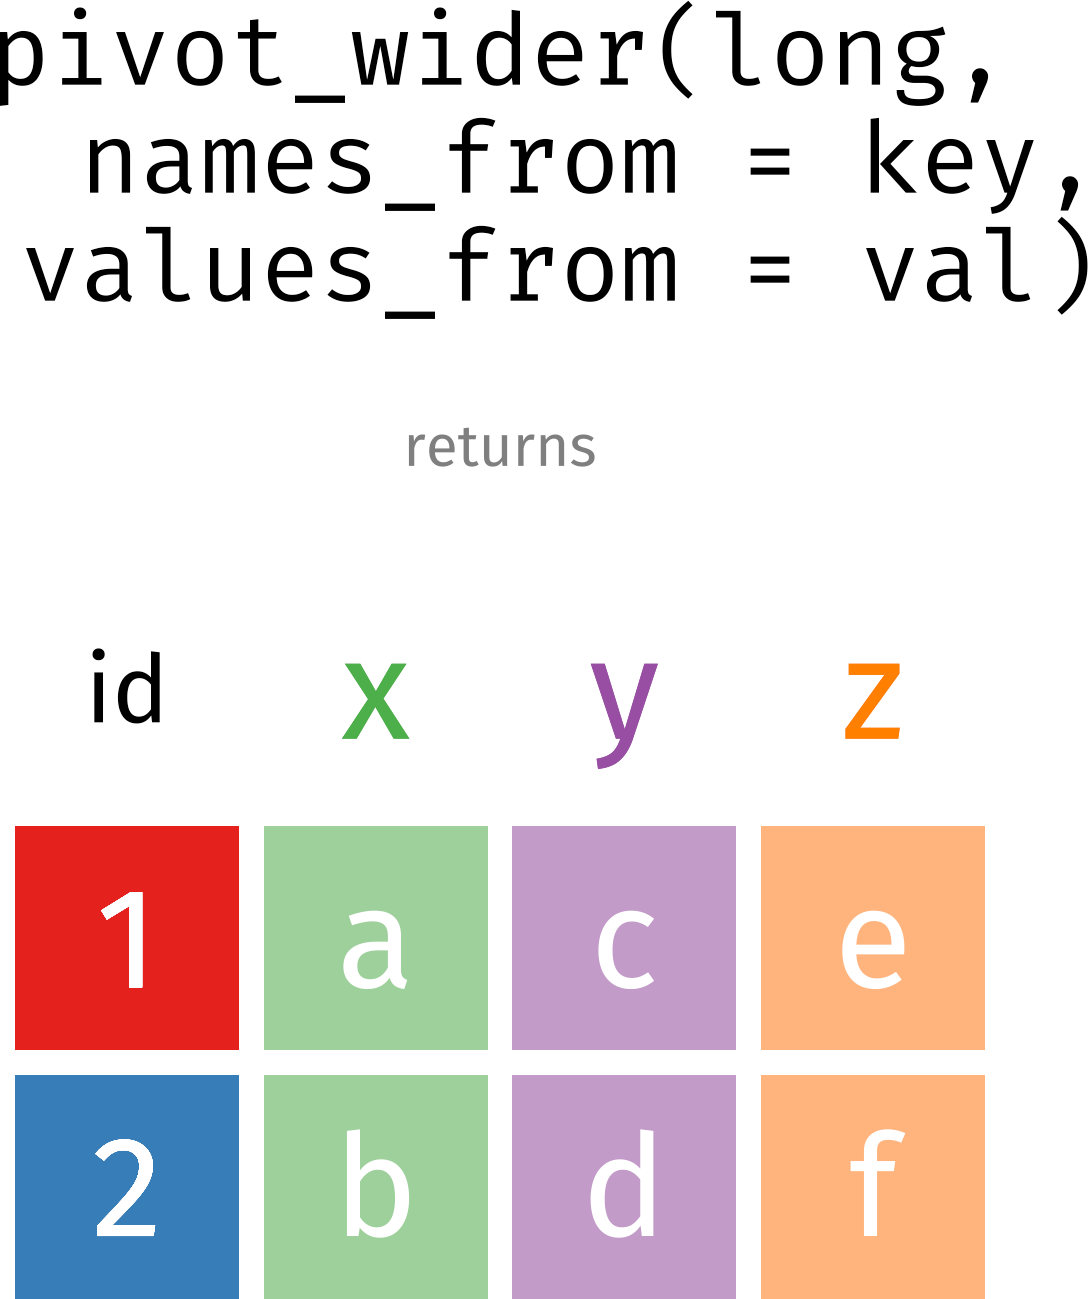 pivot_wider(long,
names_from = key,
values_from = val)
returns
id x y z
1 a c e
2 b d f